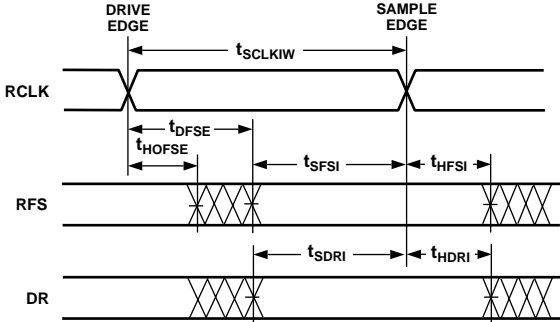 DRIVE
EDGE
SAMPLE
EDGE
tSCLKIW
RCLK
tDFSE
tHOFSE
tSFSI
tHFSI
RFS
tSDRI
tHDRI
DR